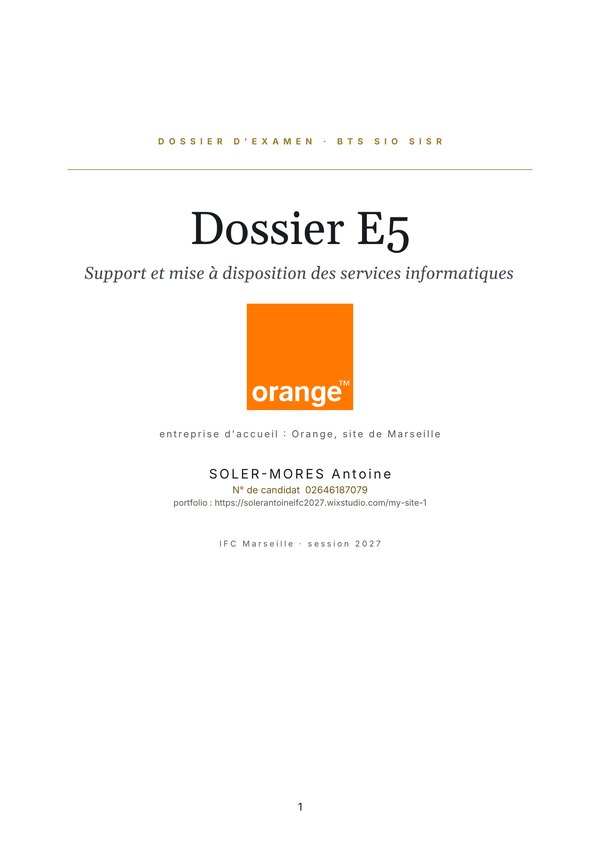 DOSSIER D'EXAMEN · BTS SIO SISR
Dossier E5
Support et mise à disposition des services informatiques
orange™
entreprise d'accueil : Orange, site de Marseille
SOLER-MORES Antoine
N° de candidat 02646187079
portfolio : https://solerantoineifc2027.wixstudio.com/my-site-1
IFC Marseille · session 2027
1